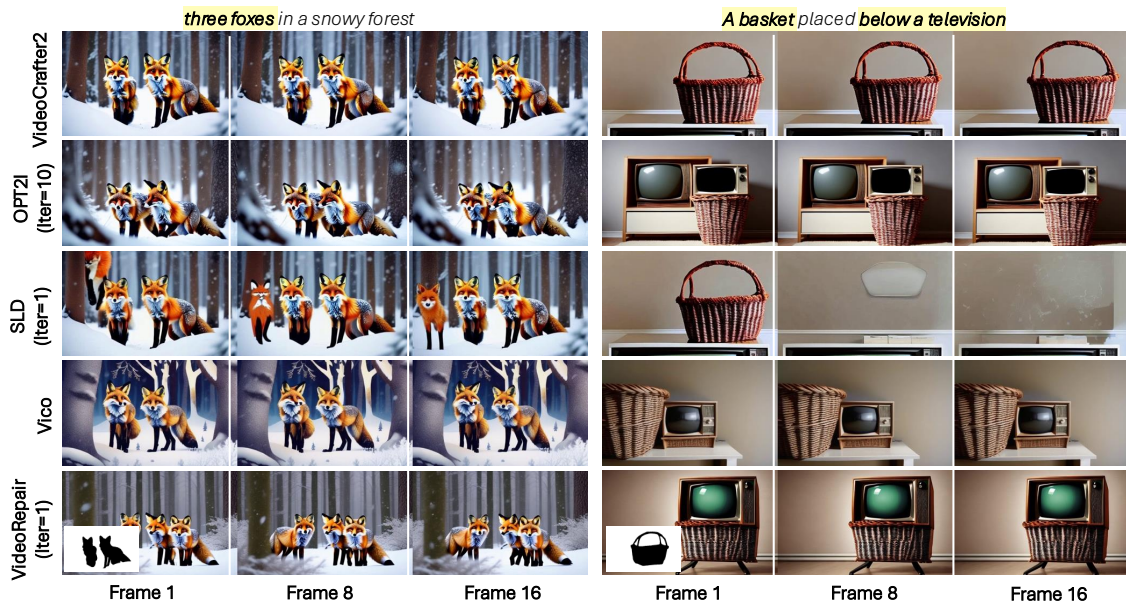 three foxes in a snowy forest
A basket placed below a television
VideoCrafter2
OPT2I
(Iter=10)
SLD
(Iter=1)
Vico
VideoRepair
(Iter=1)
Frame 1
Frame 8
Frame 16
Frame 1
Frame 8
Frame 16